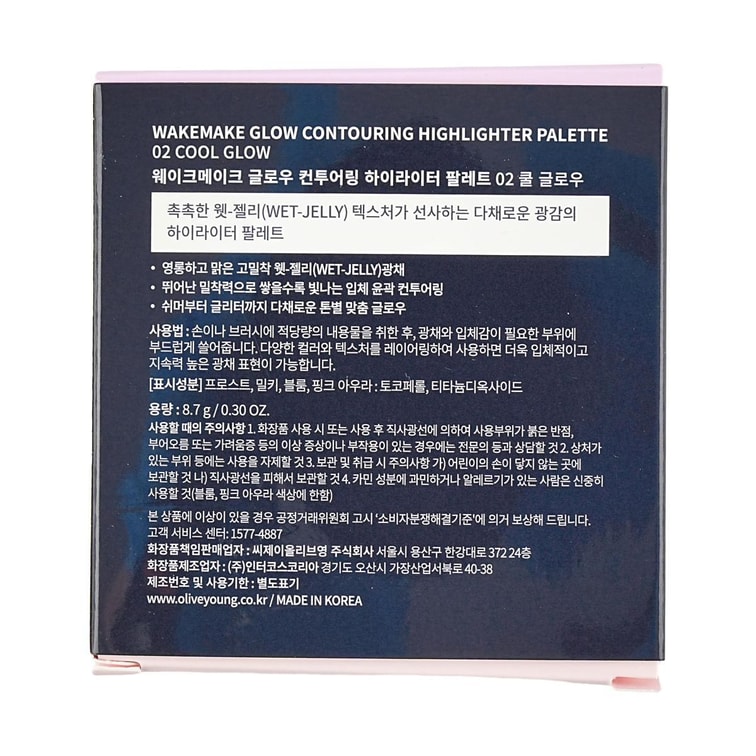 WAKEMAKE GLOW CONTOURING HIGHLIGHTER PALETTE
02 COOL GLOW
웨이크메이크 글로우 컨투어링 하이라이터 팔레트 02 쿨 글로우
촉촉한 웻-젤리(WET-JELLY) 텍스처가 선사하는 다채로운 광감의
하이라이터 팔레트
• 영롱하고 맑은 고밀착 웻-젤리(WET-JELLY)광채
• 뛰어난 밀착력으로 쌓을수록 빛나는 입체 윤곽 컨투어링
• 쉬머부터 글리터까지 다채로운 톤별 맞춤 글로우
사용법 : 손이나 브러시에 적당량의 내용물을 취한 후, 광채와 입체감이 필요한 부위에
부드럽게 쓸어줍니다. 다양한 컬러와 텍스처를 레이어링하여 사용하면 더욱 입체적이고
지속력 높은 광채 표현이 가능합니다.
[표시성분] 프로스트, 밀키, 블룸, 핑크 아우라 : 토코페롤, 티타늄디옥사이드
용량 : 8.7 g / 0.30 OZ.
사용할 때의 주의사항 1. 화장품 사용 시 또는 사용 후 직사광선에 의하여 사용부위가 붉은 반점,
부어오름 또는 가려움증 등의 이상 증상이나 부작용이 있는 경우에는 전문의 등과 상담할 것 2. 상처가
있는 부위 등에는 사용을 자제할 것 3. 보관 및 취급 시 주의사항 가) 어린이의 손이 닿지 않는 곳에
보관할 것 나) 직사광선을 피해서 보관할 것 4. 카민 성분에 과민하거나 알레르기가 있는 사람은 신중히
사용할 것(블룸, 핑크 아우라 색상에 한함)
본 상품에 이상이 있을 경우 공정거래위원회 고시 '소비자분쟁해결기준'에 의거 보상해 드립니다.
고객 서비스 센터: 1577-4887
화장품책임판매업자 : 씨제이올리브영 주식회사 서울시 용산구 한강대로 372 24층
화장품제조업자 : (주)인터코스코리아 경기도 오산시 가장산업서북로 40-38
제조번호 및 사용기한 : 별도표기
www.oliveyoung.co.kr / MADE IN KOREA